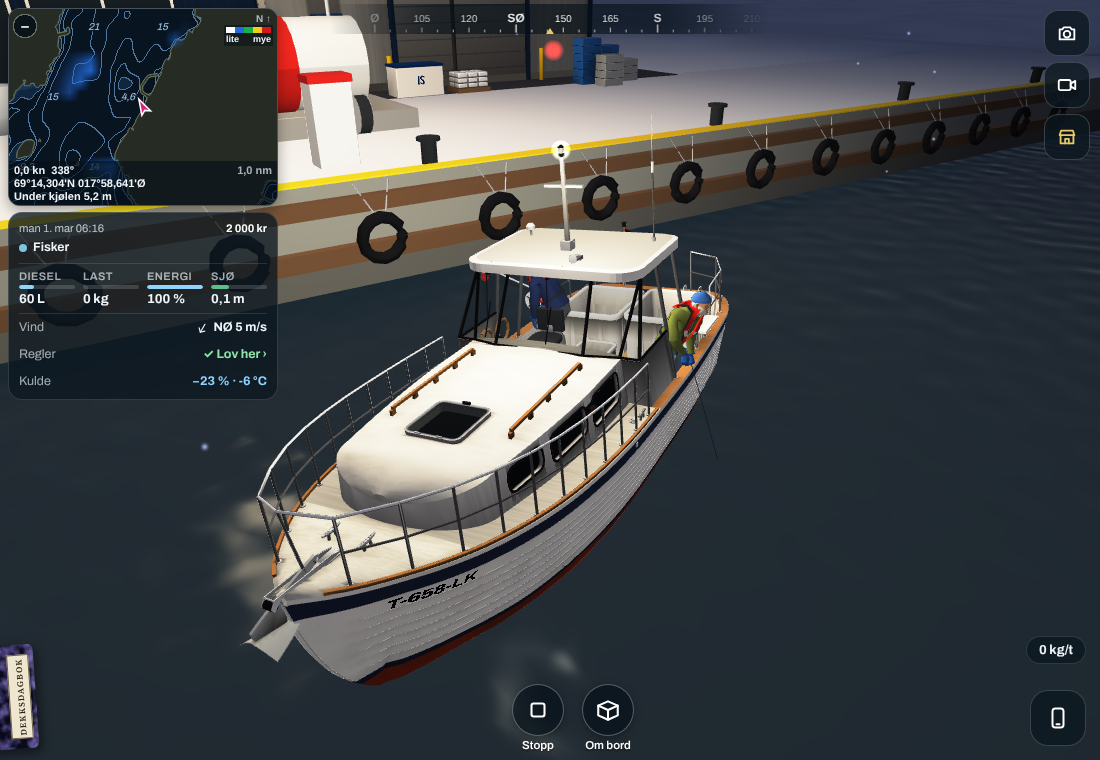 Ø 105 120 SØ 150 165 S 195 210
21 15
N ↑
lite mye
15 4,6
14
0,0 kn 338° 1,0 nm
69°14,304'N 017°58,641'Ø
Under kjølen 5,2 m
man 1. mar 06:16 2 000 kr
Fisker
DIESEL LAST ENERGI SJØ
60 L 0 kg 100 % 0,1 m
Vind ↙ NØ 5 m/s
Regler ✓ Lov her ›
Kulde −23 % · -6 °C
IS
T-658-LK
DEKKSDAGBOK
0 kg/t
Stopp Om bord